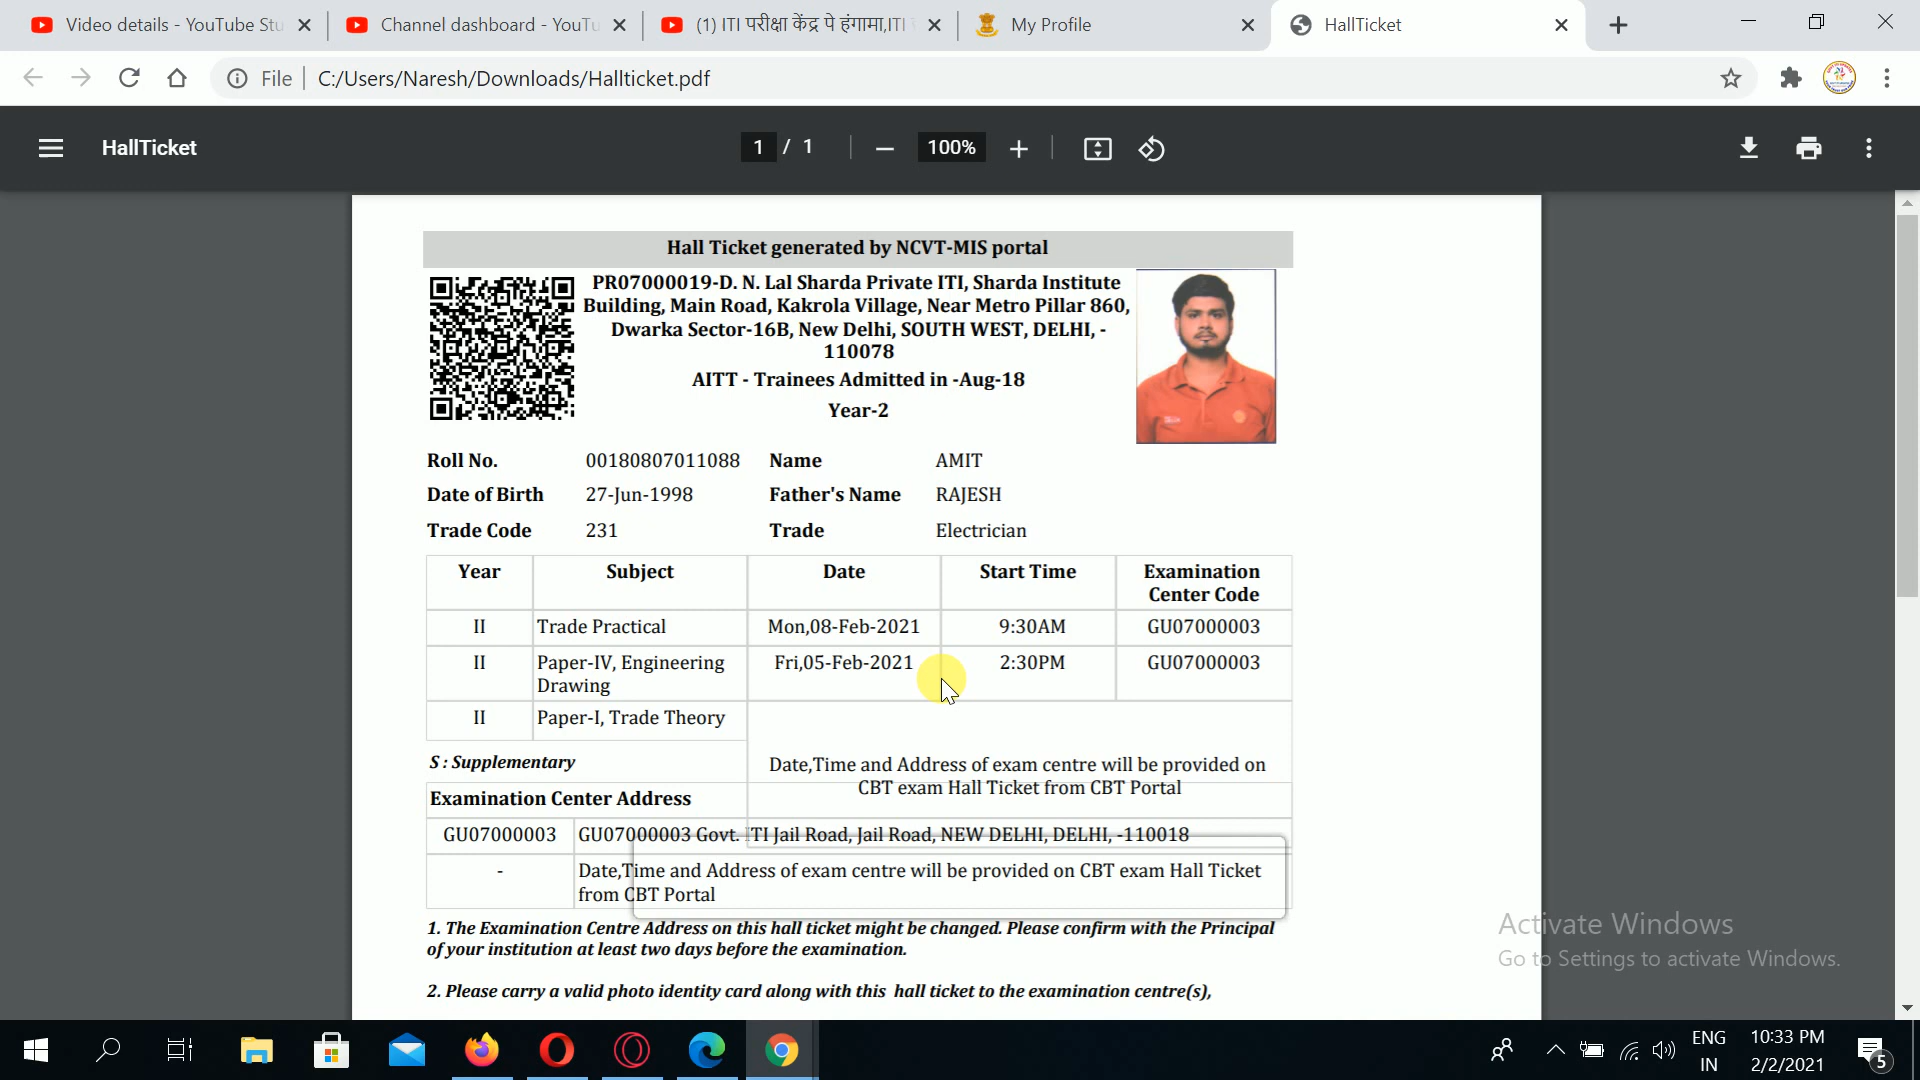 Video details - YouTube Stu
Channel dashboard - YouTu
(1) ITI परीक्षा केंद्र पे हंगामा,ITI
My Profile
HallTicket
File C:/Users/Naresh/Downloads/Hallticket.pdf
HallTicket
1 / 1
100%
Hall Ticket generated by NCVT-MIS portal
PR07000019-D. N. Lal Sharda Private ITI, Sharda Institute
Building, Main Road, Kakrola Village, Near Metro Pillar 860,
Dwarka Sector-16B, New Delhi, SOUTH WEST, DELHI, -
110078
AITT - Trainees Admitted in -Aug-18
Year-2
Roll No. 00180807011088 Name AMIT
Date of Birth 27-Jun-1998 Father's Name RAJESH
Trade Code 231 Trade Electrician
Year Subject Date Start Time Examination
Center Code
II Trade Practical Mon,08-Feb-2021 9:30AM GU07000003
II Paper-IV, Engineering Fri,05-Feb-2021 2:30PM GU07000003
Drawing
II Paper-I, Trade Theory
S : Supplementary
Date,Time and Address of exam centre will be provided on
CBT exam Hall Ticket from CBT Portal
Examination Center Address
GU07000003 GU07000003 Govt. ITI Jail Road, Jail Road, NEW DELHI, DELHI, -110018
- Date,Time and Address of exam centre will be provided on CBT exam Hall Ticket
from CBT Portal
1. The Examination Centre Address on this hall ticket might be changed. Please confirm with the Principal
of your institution at least two days before the examination.
2. Please carry a valid photo identity card along with this hall ticket to the examination centre(s),
Activate Windows
Go to Settings to activate Windows.
ENG
IN
10:33 PM
2/2/2021
5